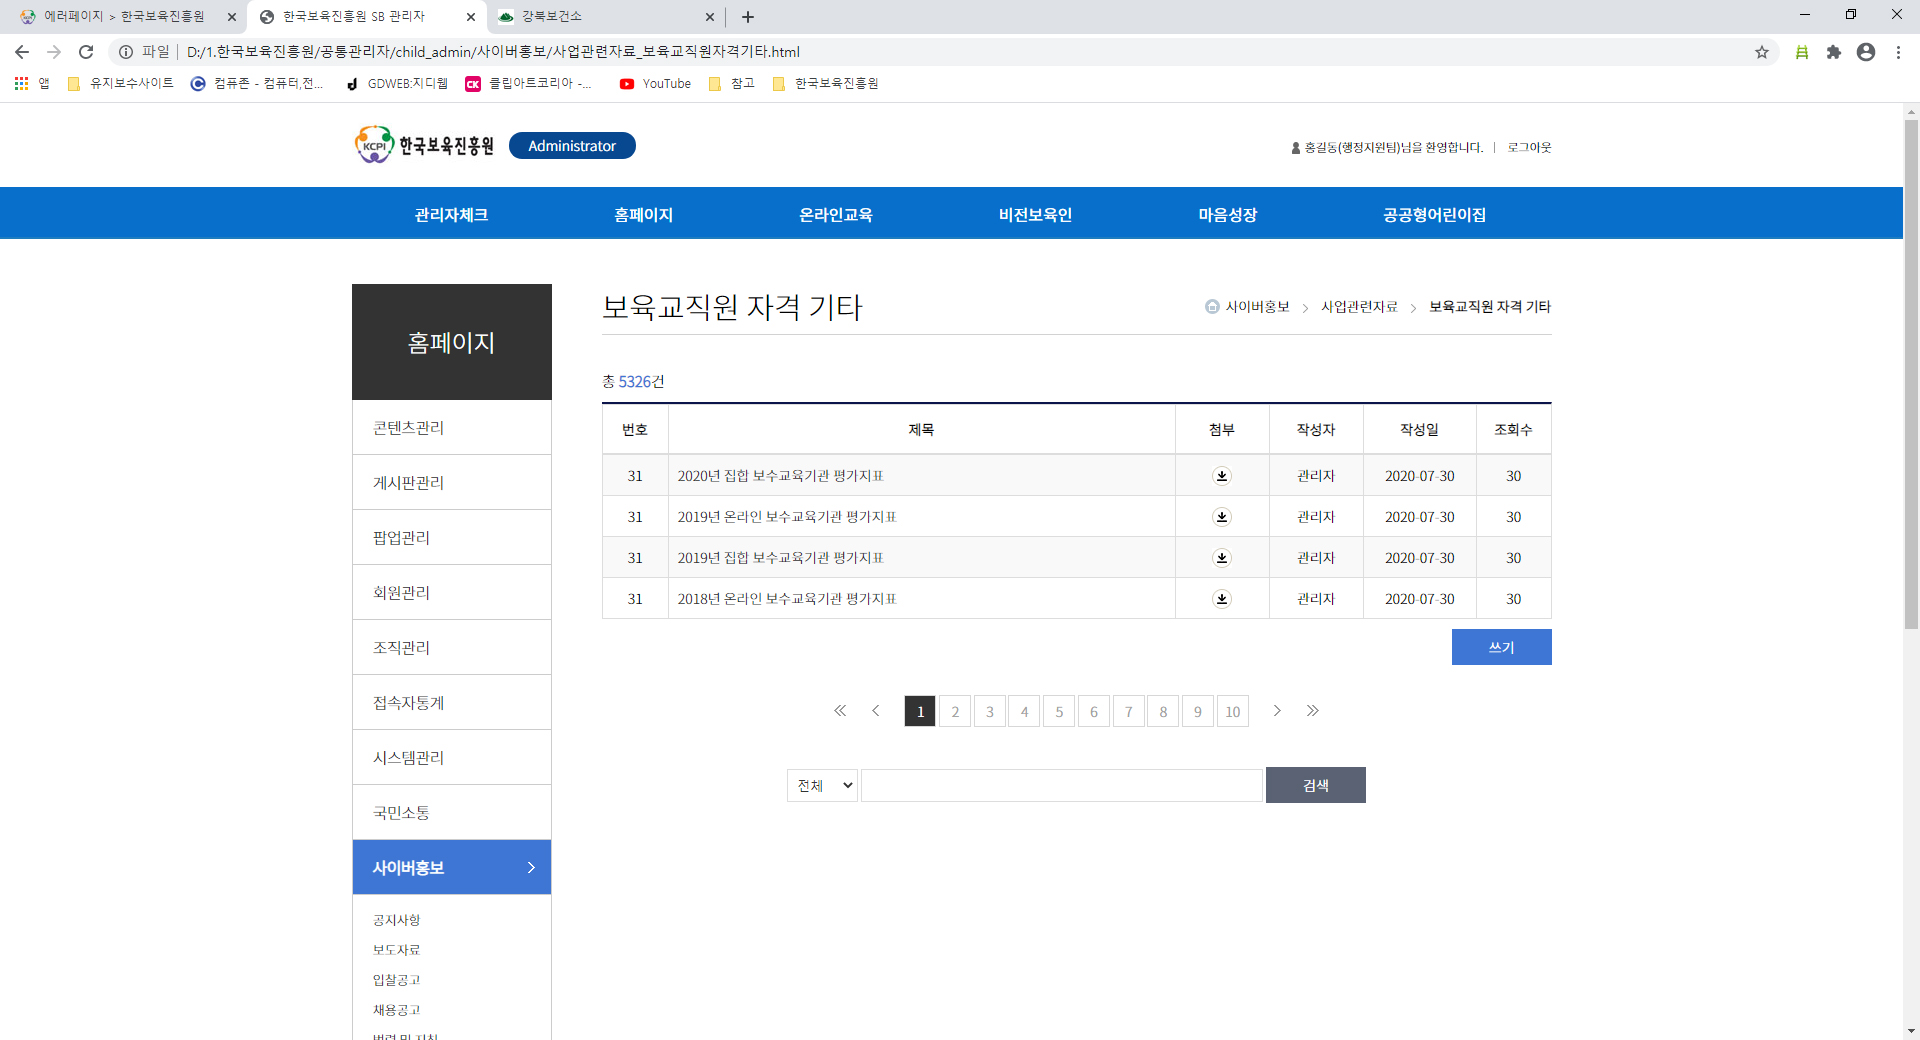 에러페이지 > 한국보육진흥원
한국보육진흥원 SB 관리자
강북보건소
파일
D:/1.한국보육진흥원/공통관리자/child_admin/사이버홍보/사업관련자료_보육교직원자격기타.html
앱
유지보수사이트
컴퓨존 - 컴퓨터,전...
GDWEB:지디웹
클립아트코리아 -...
YouTube
참고
한국보육진흥원
KCPI 한국보육진흥원
Administrator
홍길동(행정지원팀)님을 환영합니다.
로그아웃
관리자체크
홈페이지
온라인교육
비전보육인
마음성장
공공형어린이집
홈페이지
콘텐츠관리
게시판관리
팝업관리
회원관리
조직관리
접속자통계
시스템관리
국민소통
사이버홍보
공지사항
보도자료
입찰공고
채용공고
보육교직원 자격 기타
사이버홍보 > 사업관련자료 > 보육교직원 자격 기타
총 5326건
번호 제목 첨부 작성자 작성일 조회수
31 2020년 집합 보수교육기관 평가지표 관리자 2020-07-30 30
31 2019년 온라인 보수교육기관 평가지표 관리자 2020-07-30 30
31 2019년 집합 보수교육기관 평가지표 관리자 2020-07-30 30
31 2018년 온라인 보수교육기관 평가지표 관리자 2020-07-30 30
쓰기
1 2 3 4 5 6 7 8 9 10
전체
검색